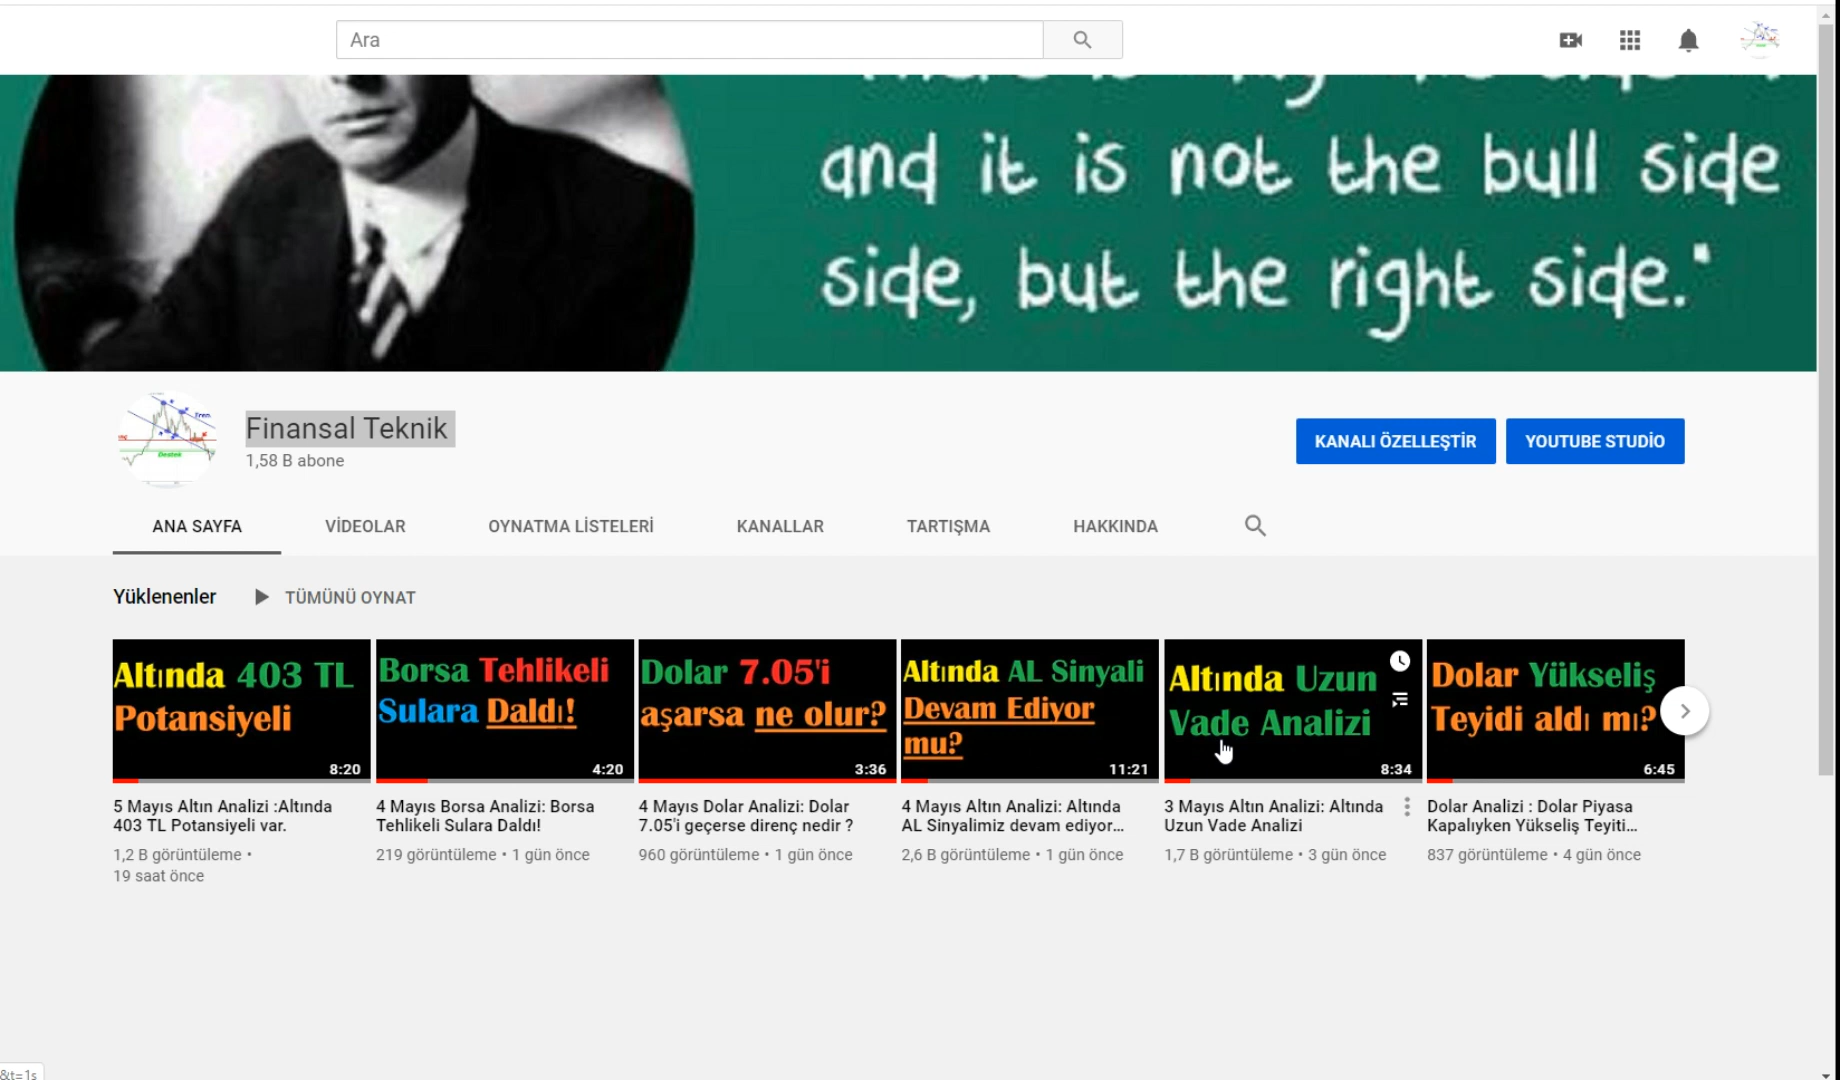 Ara
and it is not the bull side
side, but the right side."
Finansal Teknik
1,58 B abone
KANALI ÖZELLEŞTİR
YOUTUBE STUDİO
ANA SAYFA
VİDEOLAR
OYNATMA LİSTELERİ
KANALLAR
TARTIŞMA
HAKKINDA
Yüklenenler
TÜMÜNÜ OYNAT
Altında 403 TL
Potansiyeli
8:20
5 Mayıs Altın Analizi :Altında
403 TL Potansiyeli var.
1,2 B görüntüleme •
19 saat önce
Borsa Tehlikeli
Sulara Daldı!
4:20
4 Mayıs Borsa Analizi: Borsa
Tehlikeli Sulara Daldı!
219 görüntüleme • 1 gün önce
Dolar 7.05'i
aşarsa ne olur?
3:36
4 Mayıs Dolar Analizi: Dolar
7.05'i geçerse direnç nedir ?
960 görüntüleme • 1 gün önce
Altında AL Sinyali
Devam Ediyor
mu?
11:21
4 Mayıs Altın Analizi: Altında
AL Sinyalimiz devam ediyor...
2,6 B görüntüleme • 1 gün önce
Altında Uzun
Vade Analizi
8:34
3 Mayıs Altın Analizi: Altında
Uzun Vade Analizi
1,7 B görüntüleme • 3 gün önce
Dolar Yükseliş
Teyidi aldı mı?
6:45
Dolar Analizi : Dolar Piyasa
Kapalıyken Yükseliş Teyiti...
837 görüntüleme • 4 gün önce
&t=1s